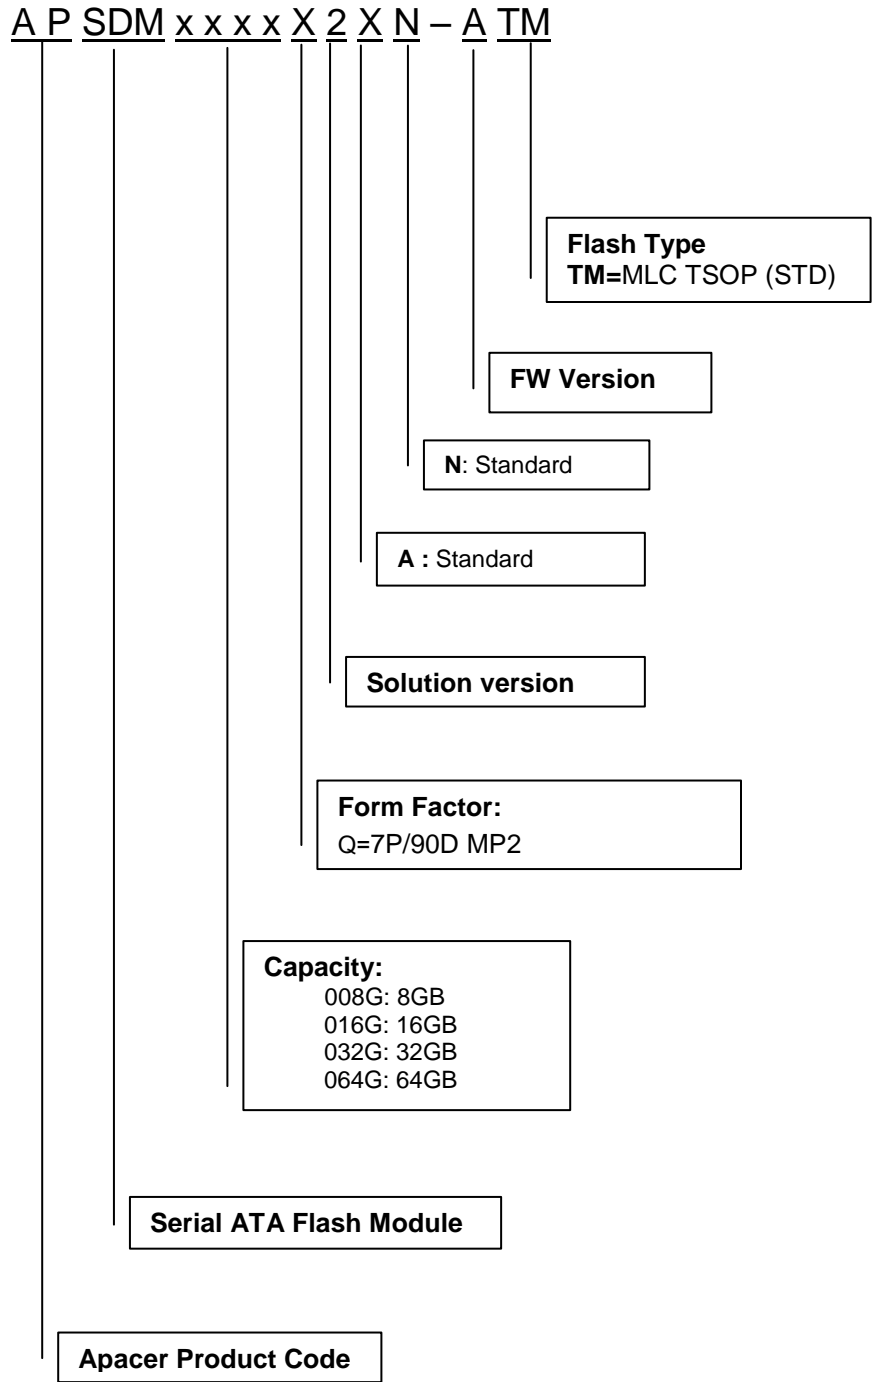 A P SDM x x x x X 2 X N – A TM
Flash Type
TM=MLC TSOP (STD)
FW Version
N: Standard
A : Standard
Solution version
Form Factor:
Q=7P/90D MP2
Capacity:
008G: 8GB
016G: 16GB
032G: 32GB
064G: 64GB
Serial ATA Flash Module
Apacer Product Code